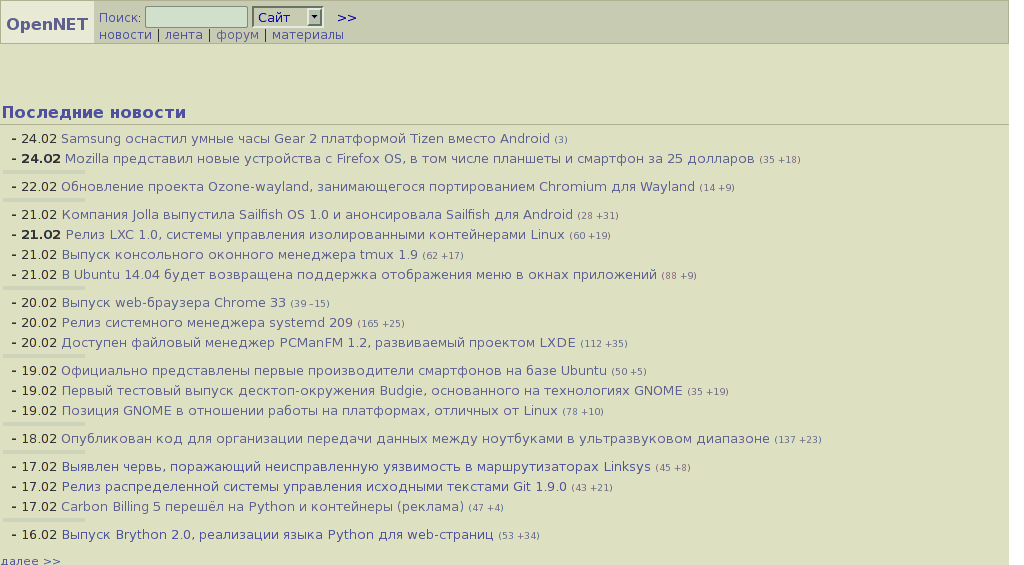 OpenNET
Поиск: Сайт >>
новости | лента | форум | материалы
Последние новости
- 24.02 Samsung оснастил умные часы Gear 2 платформой Tizen вместо Android (3)
- 24.02 Mozilla представил новые устройства с Firefox OS, в том числе планшеты и смартфон за 25 долларов (35 +18)
- 22.02 Обновление проекта Ozone-wayland, занимающегося портированием Chromium для Wayland (14 +9)
- 21.02 Компания Jolla выпустила Sailfish OS 1.0 и анонсировала Sailfish для Android (28 +31)
- 21.02 Релиз LXC 1.0, системы управления изолированными контейнерами Linux (60 +19)
- 21.02 Выпуск консольного оконного менеджера tmux 1.9 (62 +17)
- 21.02 В Ubuntu 14.04 будет возвращена поддержка отображения меню в окнах приложений (88 +9)
- 20.02 Выпуск web-браузера Chrome 33 (39 –15)
- 20.02 Релиз системного менеджера systemd 209 (165 +25)
- 20.02 Доступен файловый менеджер PCManFM 1.2, развиваемый проектом LXDE (112 +35)
- 19.02 Официально представлены первые производители смартфонов на базе Ubuntu (50 +5)
- 19.02 Первый тестовый выпуск десктоп-окружения Budgie, основанного на технологиях GNOME (35 +19)
- 19.02 Позиция GNOME в отношении работы на платформах, отличных от Linux (78 +10)
- 18.02 Опубликован код для организации передачи данных между ноутбуками в ультразвуковом диапазоне (137 +23)
- 17.02 Выявлен червь, поражающий неисправленную уязвимость в маршрутизаторах Linksys (45 +8)
- 17.02 Релиз распределенной системы управления исходными текстами Git 1.9.0 (43 +21)
- 17.02 Carbon Billing 5 перешёл на Python и контейнеры (реклама) (47 +4)
- 16.02 Выпуск Brython 2.0, реализации языка Python для web-страниц (53 +34)
далее >>